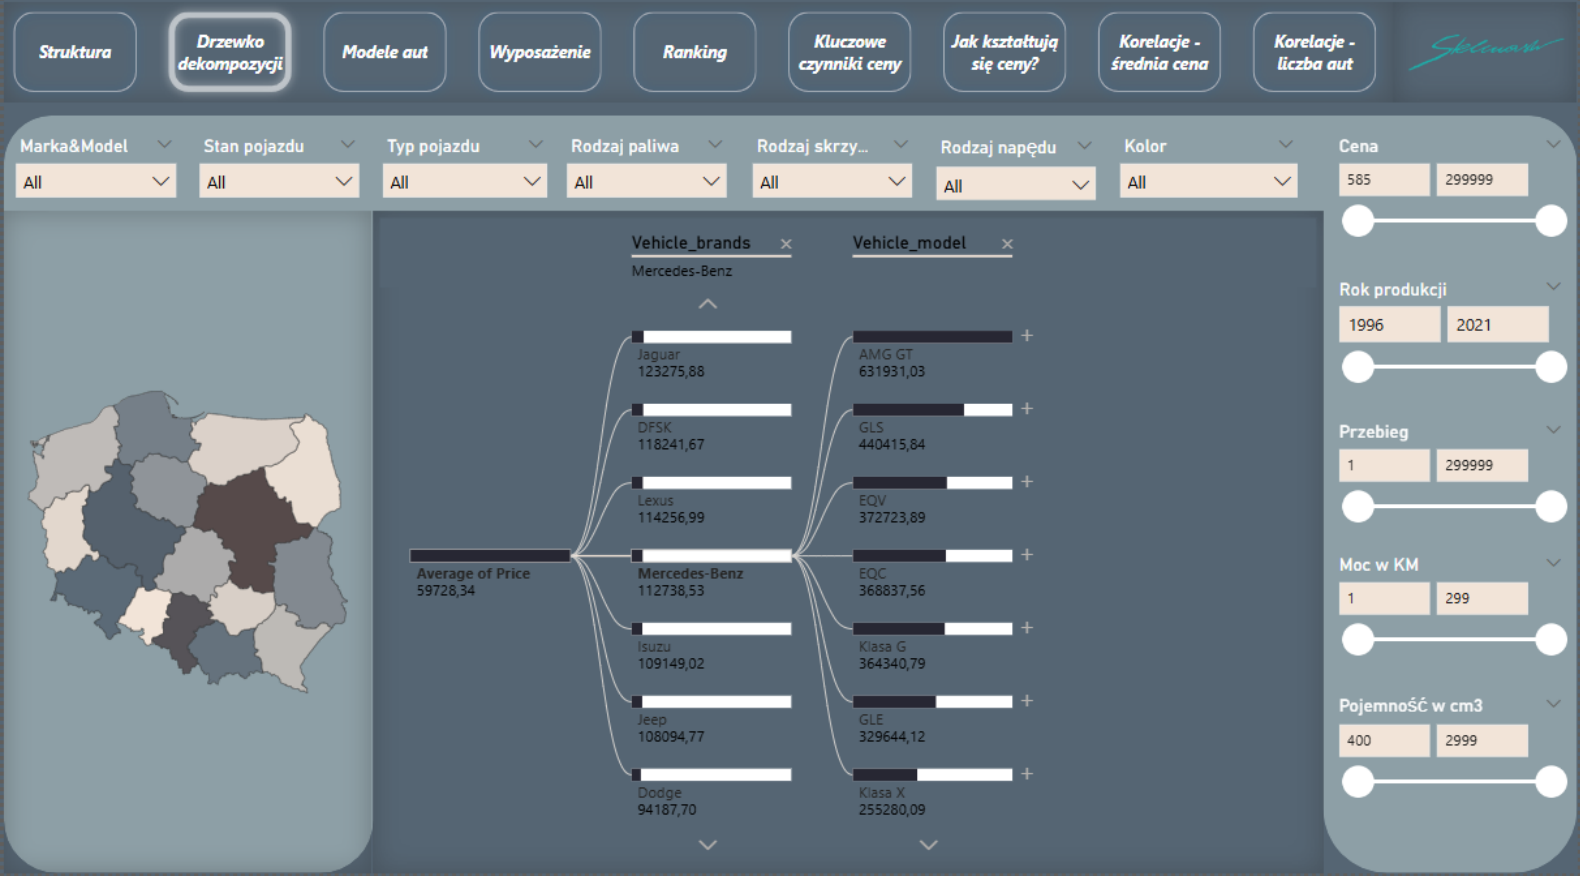 Struktura
Drzewko
dekompozycji
Modele aut
Wyposażenie
Ranking
Kluczowe
czynniki ceny
Jak kształtują
się ceny?
Korelacje -
średnia cena
Korelacje -
liczba aut
Marka&Model
All
Stan pojazdu
All
Typ pojazdu
All
Rodzaj paliwa
All
Rodzaj skrzy...
All
Rodzaj napędu
All
Kolor
All
Cena
585 299999
Rok produkcji
1996 2021
Przebieg
1 299999
Moc w KM
1 299
Pojemność w cm3
400 2999
Average of Price
59728,34
Vehicle_brands
Mercedes-Benz
Jaguar
123275,88
DFSK
118241,67
Lexus
114256,99
Mercedes-Benz
112738,53
Isuzu
109149,02
Jeep
108094,77
Dodge
94187,70
Vehicle_model
AMG GT
631931,03
GLS
440415,84
EQV
372723,89
EQC
368837,56
Klasa G
364340,79
GLE
329644,12
Klasa X
255280,09